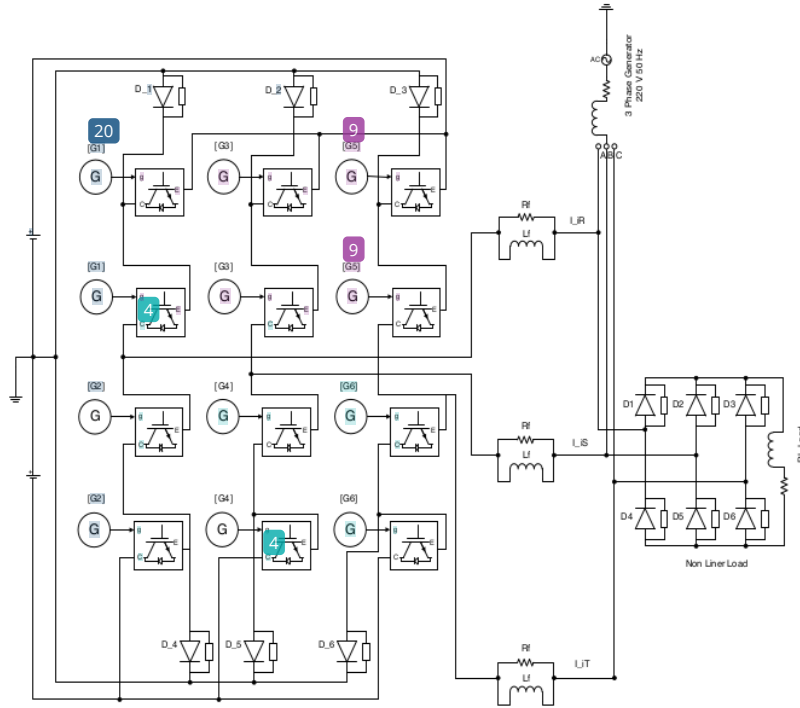 3 Phase Generator
220 V 50 Hz
AC
A B C
D_1
D_2
D_3
20
9
[G1]
[G3]
[G5]
G
G
G
g
E
C
g
E
C
g
E
C
9
[G1]
[G3]
[G5]
G
G
G
4
g
E
C
g
E
C
g
E
C
Rf
Lf
I_iR
[G2]
[G4]
[G6]
G
G
G
g
E
C
g
E
C
g
E
C
Rf
Lf
I_iS
D1
D2
D3
[G2]
[G4]
[G6]
G
G
G
g
E
C
g
E
4
C
g
E
C
D4
D5
D6
Non Liner Load
D_4
D_5
D_6
Rf
Lf
I_iT